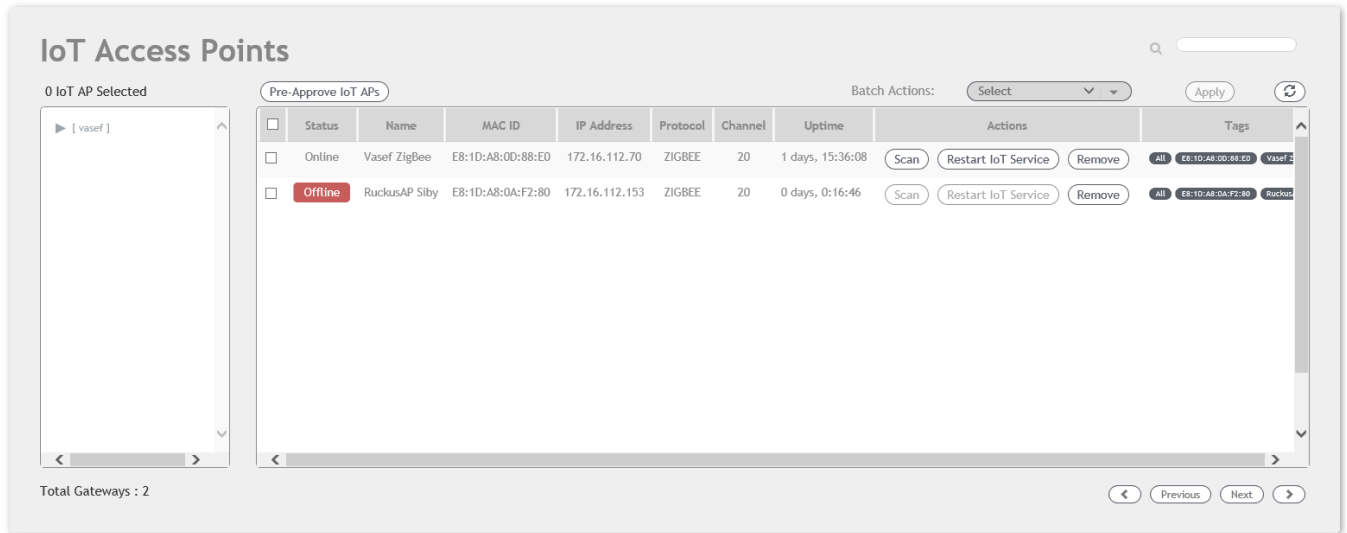 IoT Access Points
0 IoT AP Selected
Pre-Approve IoT APs
Batch Actions: Select Apply
[ vasef ]
Status Name MAC ID IP Address Protocol Channel Uptime Actions Tags
Online Vasef ZigBee E8:1D:A8:0D:88:E0 172.16.112.70 ZIGBEE 20 1 days, 15:36:08 Scan Restart IoT Service Remove All E8:1D:A8:0D:88:E0 Vasef Z
Offline RuckusAP Siby E8:1D:A8:0A:F2:80 172.16.112.153 ZIGBEE 20 0 days, 0:16:46 Scan Restart IoT Service Remove All E8:1D:A8:0A:F2:80 Ruckus
Total Gateways : 2
Previous Next